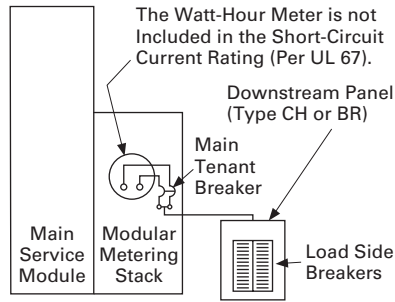 The Watt-Hour Meter is not
Included in the Short-Circuit
Current Rating (Per UL 67).
Downstream Panel
(Type CH or BR)
Main
Tenant
Breaker
Main
Service
Module
Modular
Metering
Stack
Load Side
Breakers